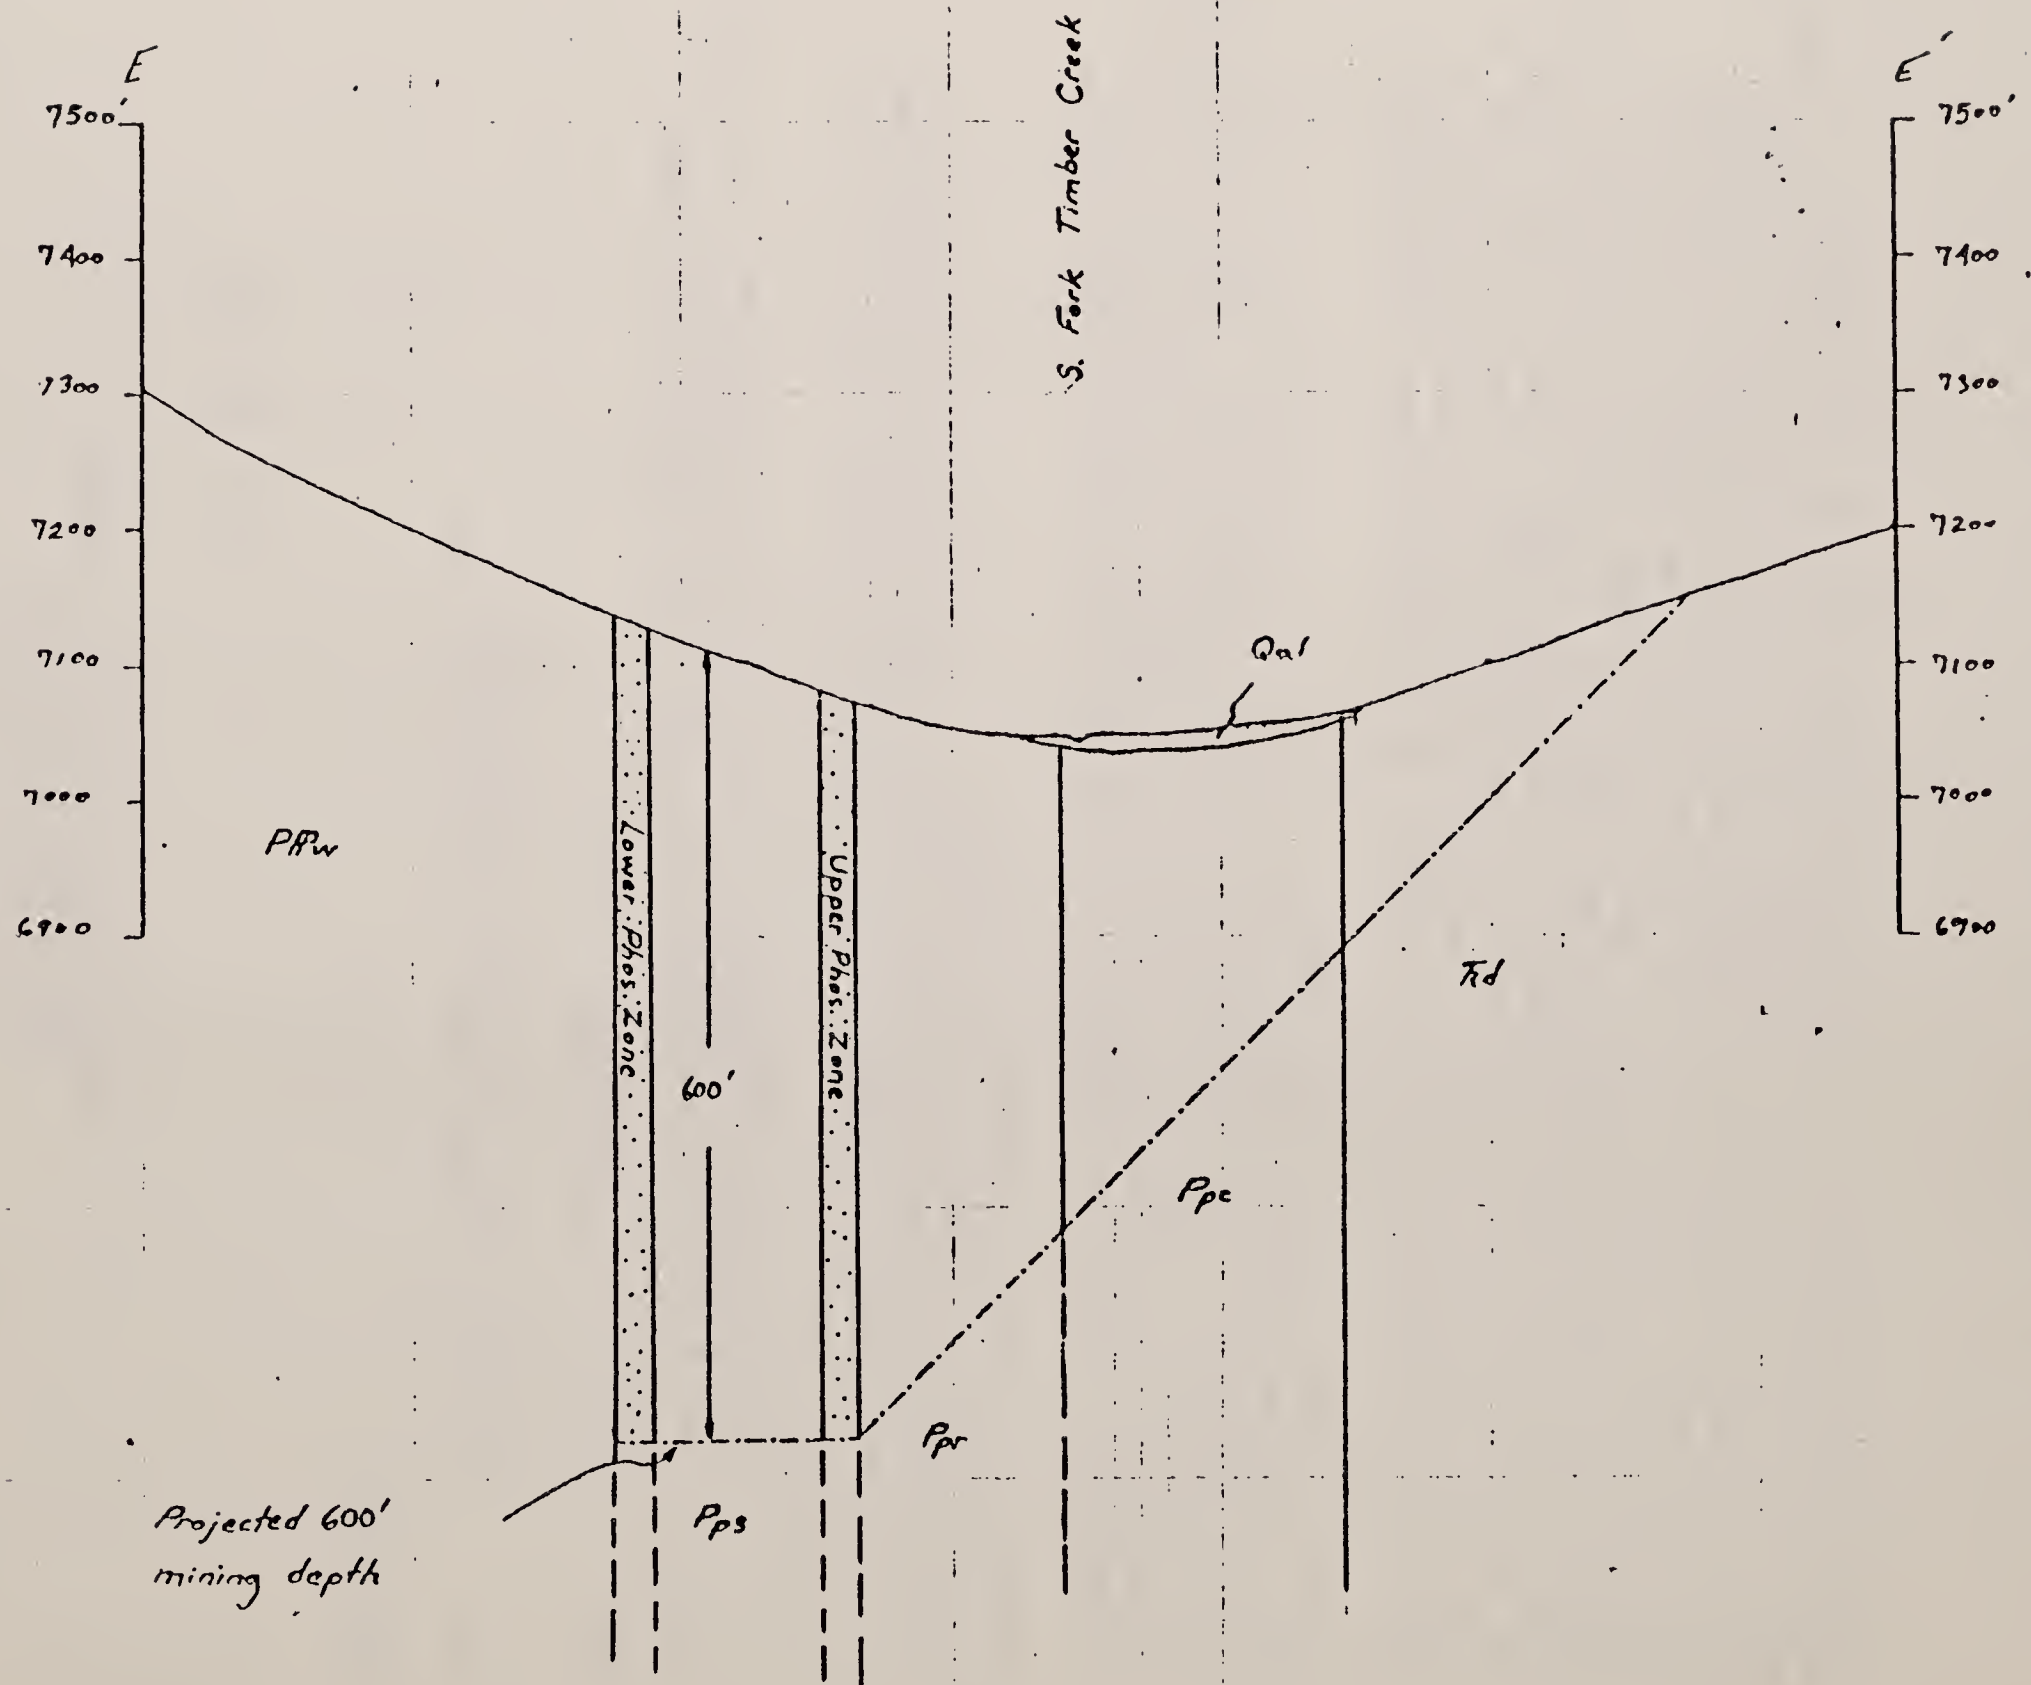 E
E'
7500'
7400
7300
7200
7100
7000
6900
7500'
7400
7300
7200
7100
7000
6900
S. Fork Timber Creek
Qal
PPw
Lower Phos. Zone
600'
Upper Phos. Zone
TRd
Ppc
Ppr
Pps
Projected 600'
mining depth